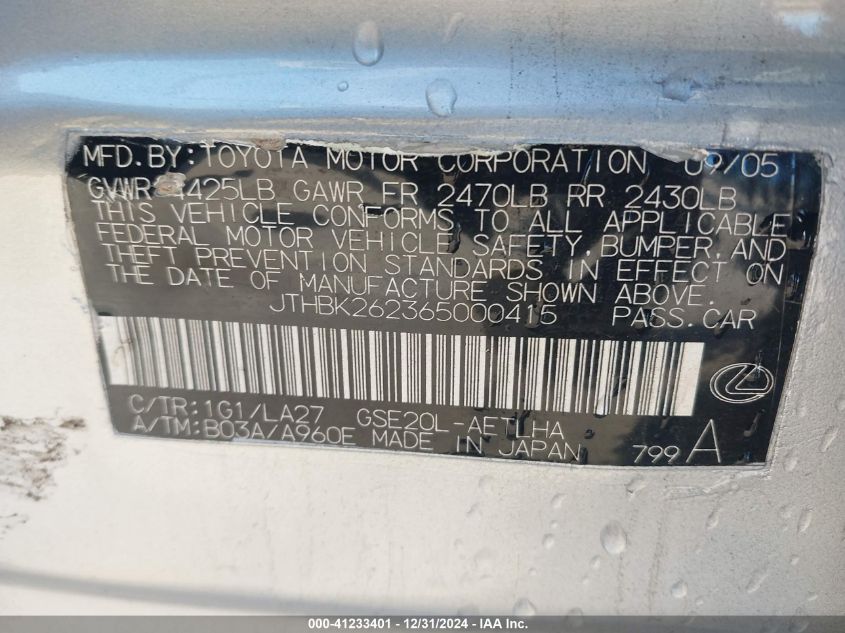 MFD.BY:TOYOTA MOTOR CORPORATION 09/05
GVWR 4425LB GAWR FR 2470LB RR 2430LB
THIS VEHICLE CONFORMS TO ALL APPLICABLE
FEDERAL MOTOR VEHICLE SAFETY,BUMPER,AND
THEFT PREVENTION STANDARDS IN EFFECT ON
THE DATE OF MANUFACTURE SHOWN ABOVE.
JTHBK262365000415 PASS.CAR
C/TR:1G1/LA27 GSE20L-AETLHA
A/TM:B03A/A960E MADE IN JAPAN 799 A
000-41233401 - 12/31/2024 - IAA Inc.